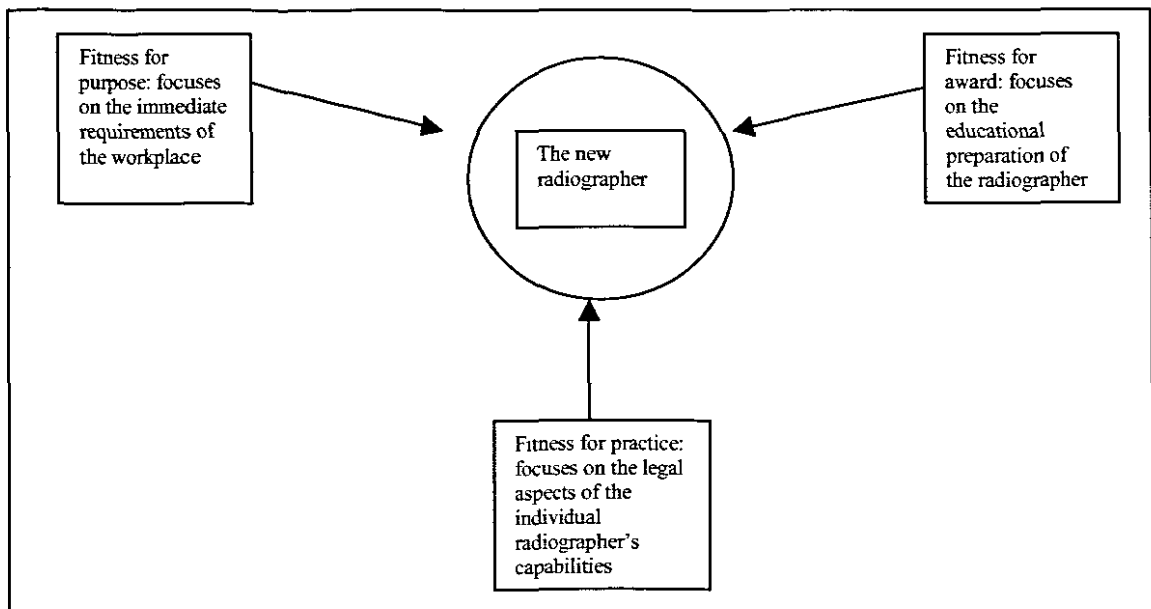 Fitness for
purpose: focuses
on the immediate
requirements of
the workplace
The new
radiographer
Fitness for
award: focuses
on the
educational
preparation of
the radiographer
Fitness for practice:
focuses on the legal
aspects of the
individual
radiographer's
capabilities